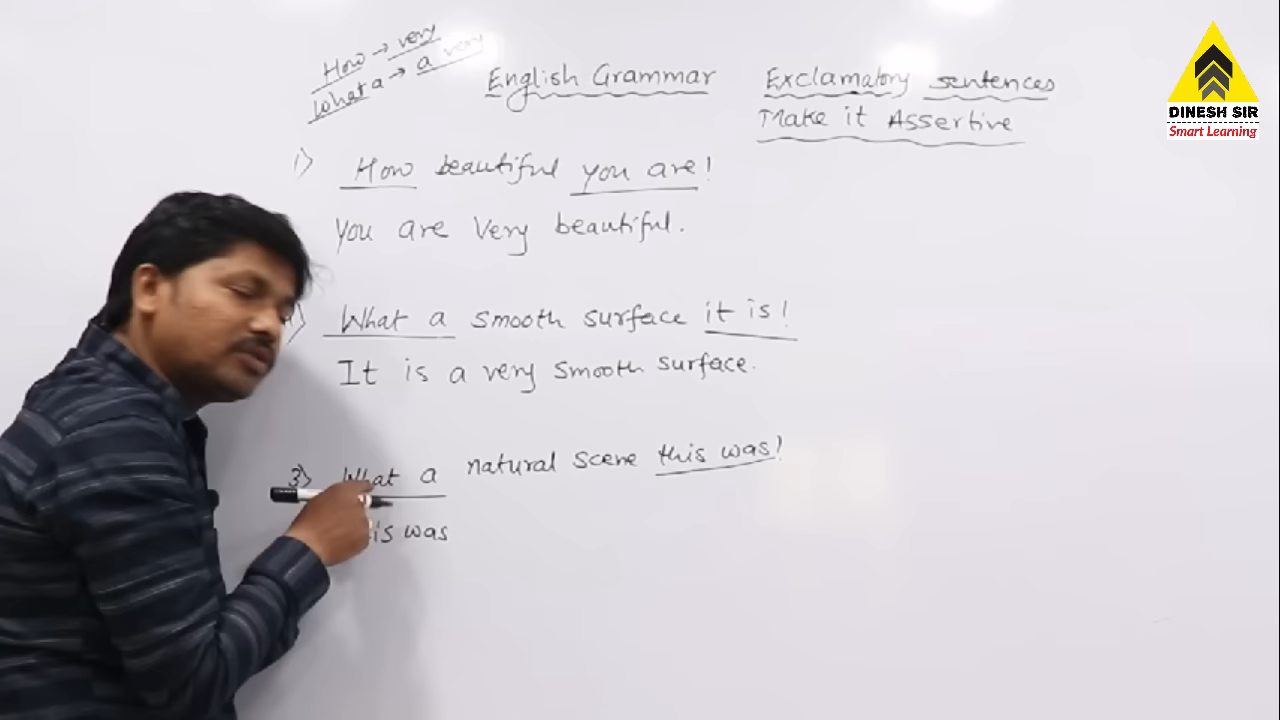 How → very
What a → a very
English Grammar
Exclamatory sentences
Make it Assertive
1) How beautiful you are!
You are Very beautiful.
) What a smooth surface it is!
It is a very smooth surface.
3) What a natural scene this was!
is was
DINESH SIR
Smart Learning